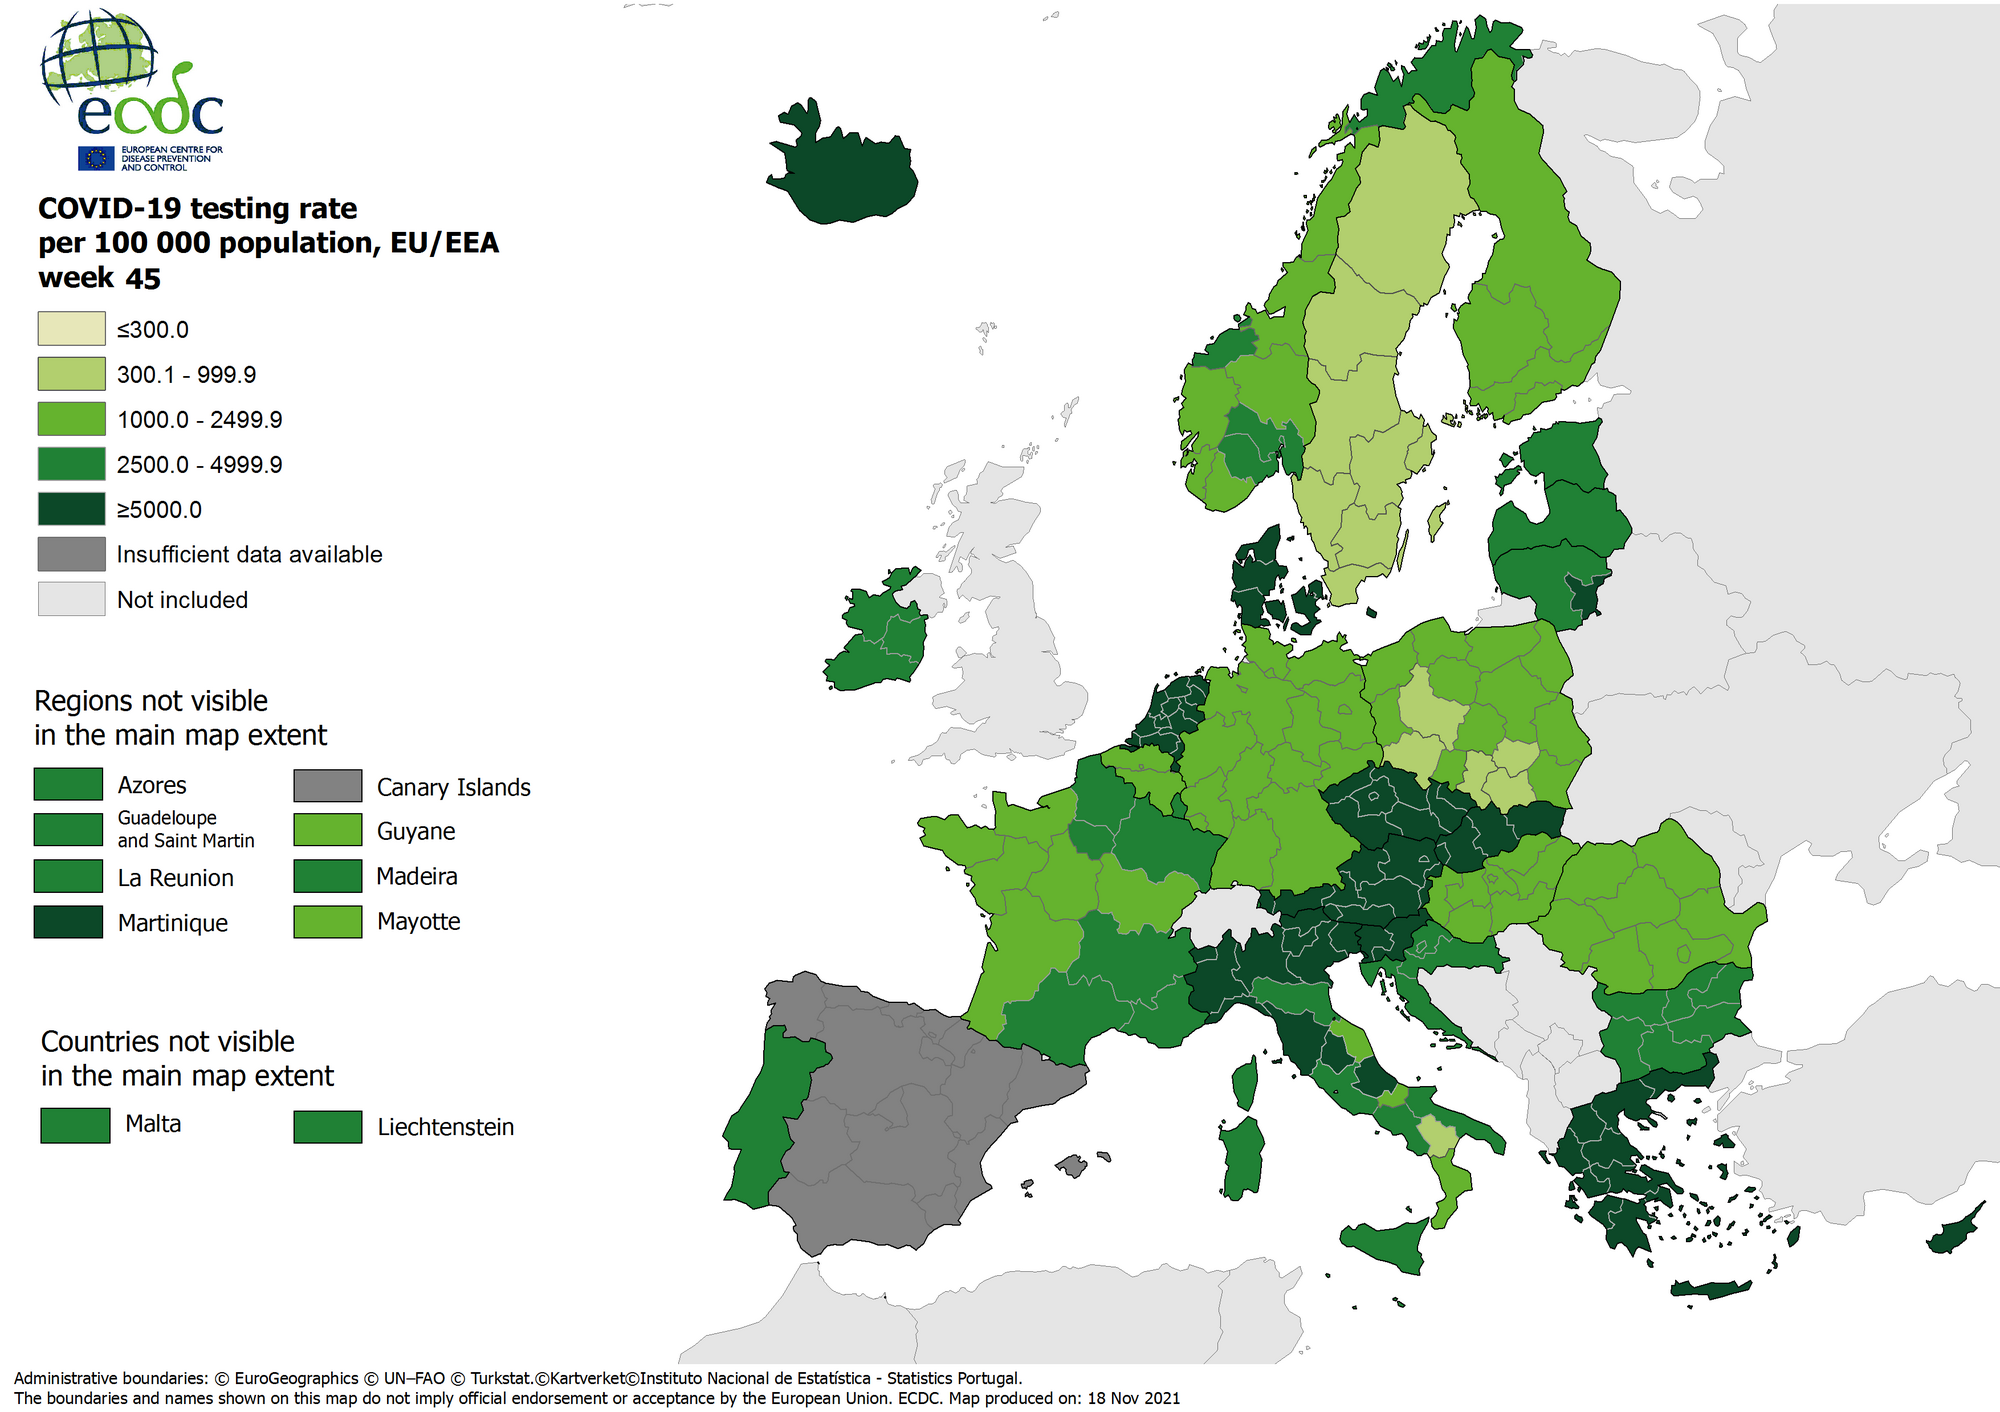 ecdc
EUROPEAN CENTRE FOR
DISEASE PREVENTION
AND CONTROL
COVID-19 testing rate
per 100 000 population, EU/EEA
week 45
≤300.0
300.1 - 999.9
1000.0 - 2499.9
2500.0 - 4999.9
≥5000.0
Insufficient data available
Not included
Regions not visible
in the main map extent
Azores
Canary Islands
Guadeloupe
and Saint Martin
Guyane
La Reunion
Madeira
Martinique
Mayotte
Countries not visible
in the main map extent
Malta
Liechtenstein
Administrative boundaries: © EuroGeographics © UN–FAO © Turkstat.©Kartverket©Instituto Nacional de Estatística - Statistics Portugal.
The boundaries and names shown on this map do not imply official endorsement or acceptance by the European Union. ECDC. Map produced on: 18 Nov 2021